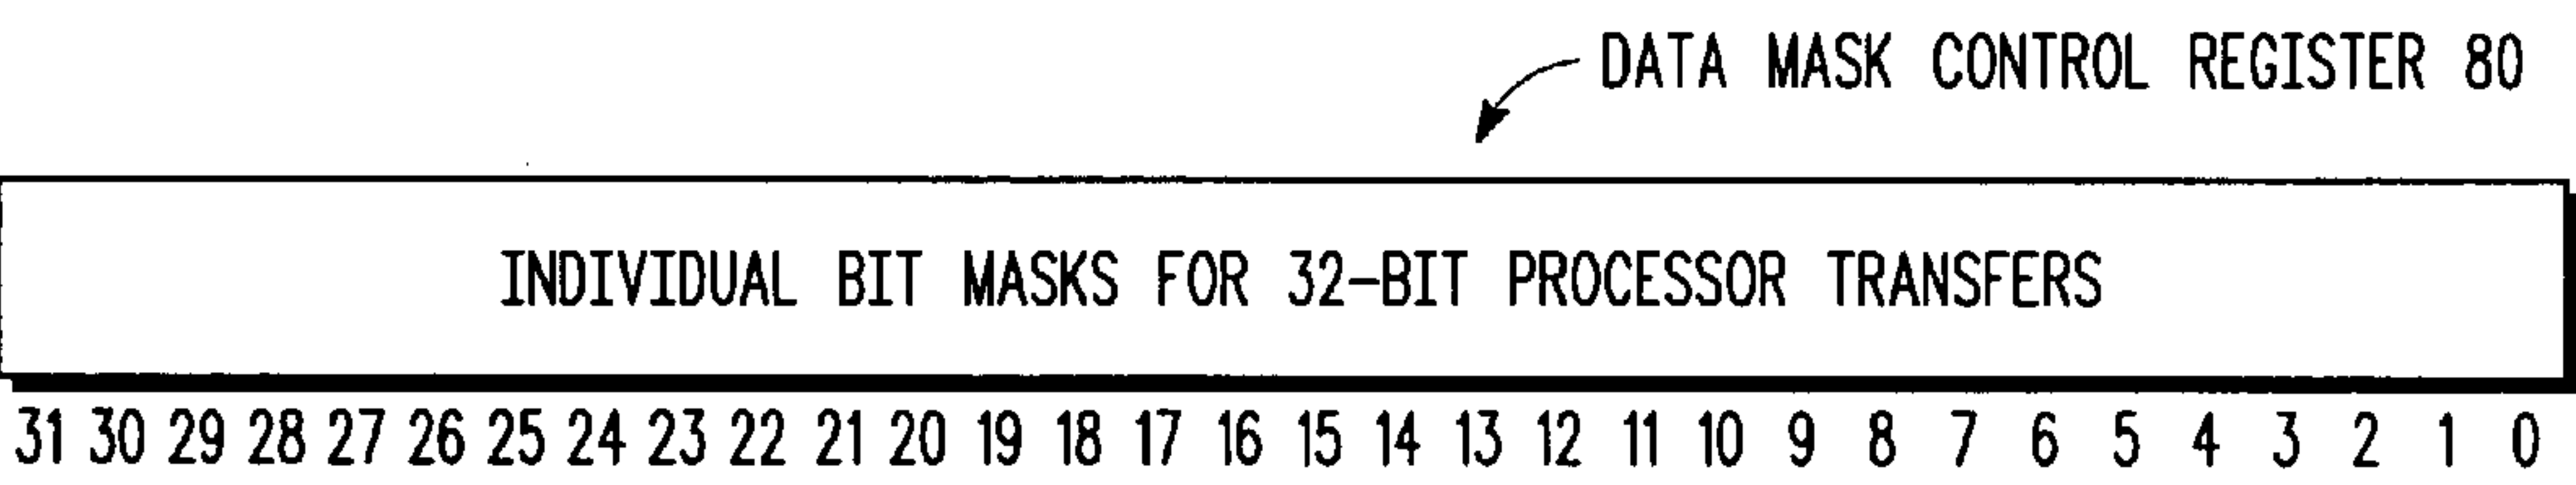 DATA MASK CONTROL REGISTER 80
INDIVIDUAL BIT MASKS FOR 32-BIT PROCESSOR TRANSFERS
31 30 29 28 27 26 25 24 23 22 21 20 19 18 17 16 15 14 13 12 11 10 9 8 7 6 5 4 3 2 1 0